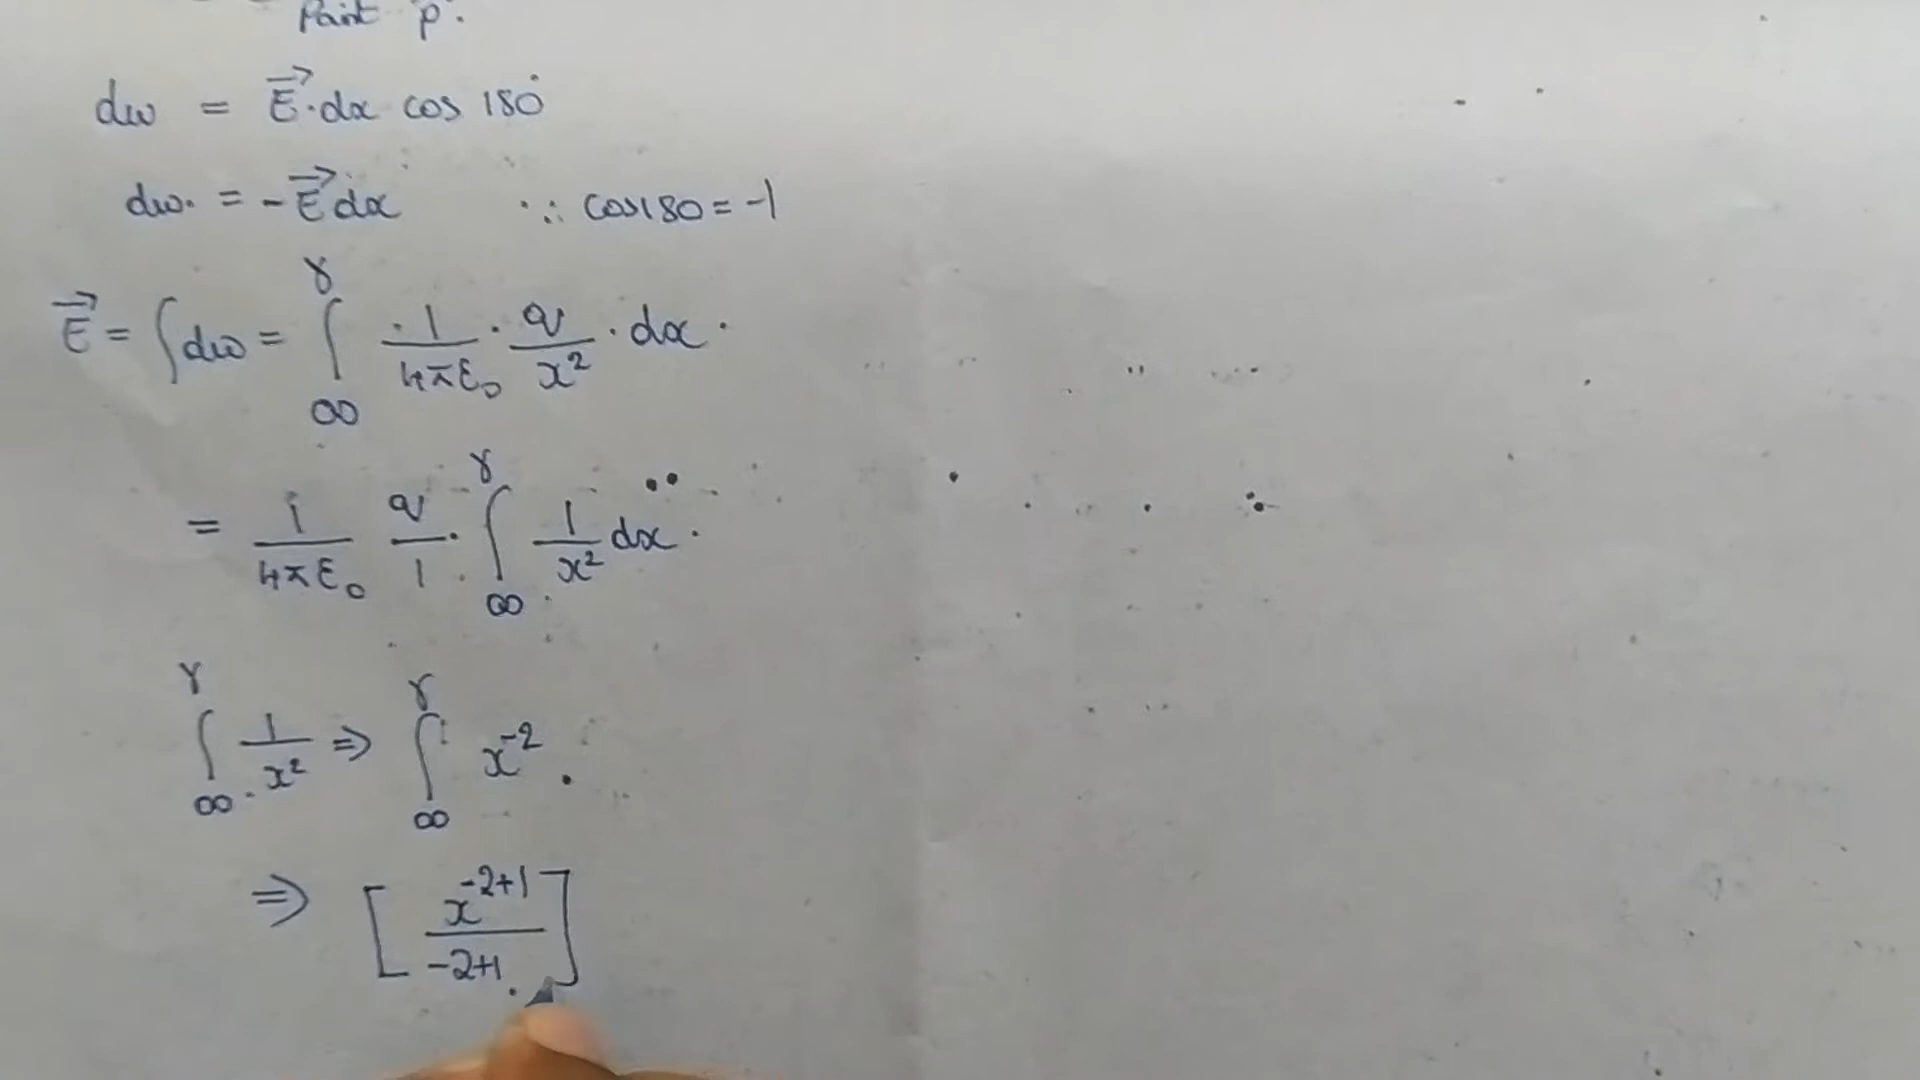 Point p.
dw = E⃗.dx cos 180°
dw. = -E⃗ dx ∵ cos180 = -1
E⃗ = ∫dw = ∫_∞^r 1/4πε₀ . q/x² . dx .
= 1/4πε₀ q/1 . ∫_∞^r 1/x² dx .
∫_∞^r 1/x² ⇒ ∫_∞^r x⁻² .
⇒ [ x^(-2+1) / -2+1 ]